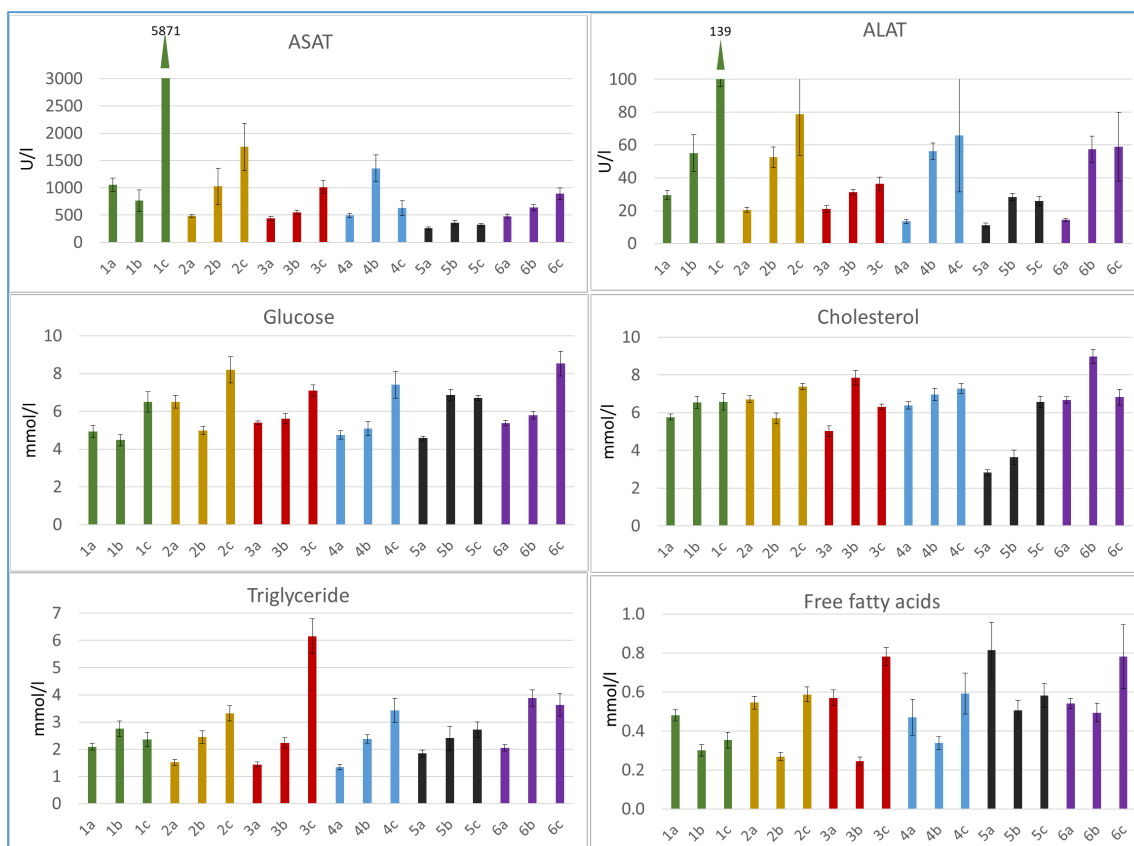 5871
ASAT
3000
2500
2000
1500
1000
500
0
U/l
1a 1b 1c 2a 2b 2c 3a 3b 3c 4a 4b 4c 5a 5b 5c 6a 6b 6c
139
ALAT
100
80
60
40
20
0
U/l
1a 1b 1c 2a 2b 2c 3a 3b 3c 4a 4b 4c 5a 5b 5c 6a 6b 6c
Glucose
10
8
6
4
2
0
mmol/l
1a 1b 1c 2a 2b 2c 3a 3b 3c 4a 4b 4c 5a 5b 5c 6a 6b 6c
Cholesterol
10
8
6
4
2
0
mmol/l
1a 1b 1c 2a 2b 2c 3a 3b 3c 4a 4b 4c 5a 5b 5c 6a 6b 6c
Triglyceride
7
6
5
4
3
2
1
0
mmol/l
1a 1b 1c 2a 2b 2c 3a 3b 3c 4a 4b 4c 5a 5b 5c 6a 6b 6c
Free fatty acids
1.0
0.8
0.6
0.4
0.2
0.0
mmol/l
1a 1b 1c 2a 2b 2c 3a 3b 3c 4a 4b 4c 5a 5b 5c 6a 6b 6c